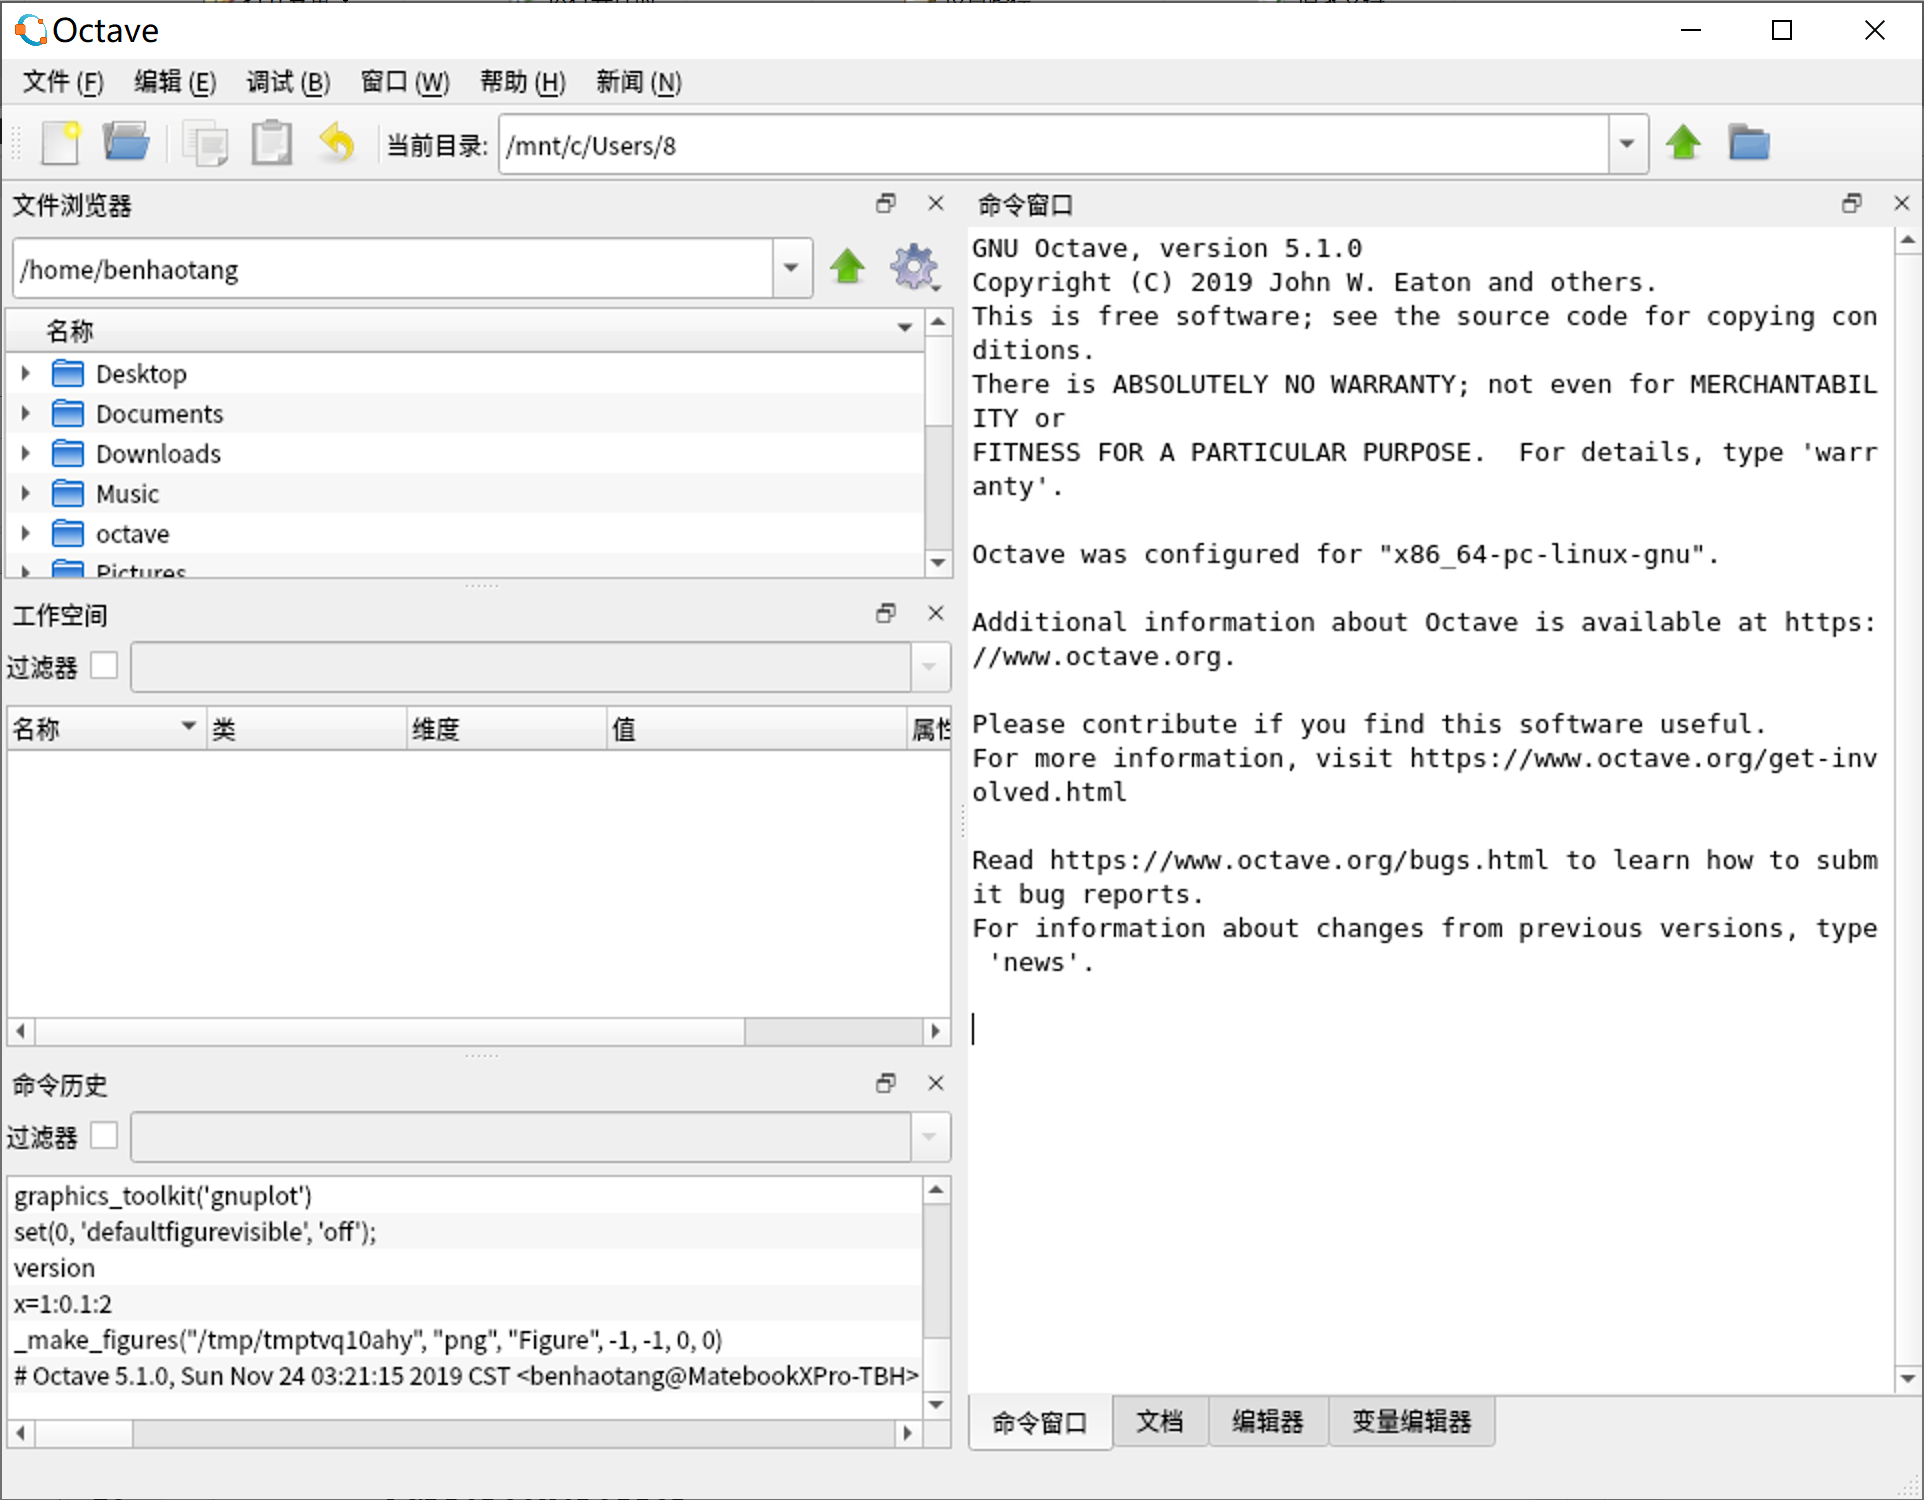 Octave
文件 (F) 编辑 (E) 调试 (B) 窗口 (W) 帮助 (H) 新闻 (N)
当前目录: /mnt/c/Users/8
文件浏览器
/home/benhaotang
名称
Desktop
Documents
Downloads
Music
octave
Pictures
工作空间
过滤器
名称 类 维度 值 属性
命令历史
过滤器
graphics_toolkit('gnuplot')
set(0, 'defaultfigurevisible', 'off');
version
x=1:0.1:2
_make_figures("/tmp/tmptvq10ahy", "png", "Figure", -1, -1, 0, 0)
# Octave 5.1.0, Sun Nov 24 03:21:15 2019 CST <benhaotang@MatebookXPro-TBH>
命令窗口
GNU Octave, version 5.1.0
Copyright (C) 2019 John W. Eaton and others.
This is free software; see the source code for copying con
ditions.
There is ABSOLUTELY NO WARRANTY; not even for MERCHANTABIL
ITY or
FITNESS FOR A PARTICULAR PURPOSE.  For details, type 'warr
anty'.
Octave was configured for "x86_64-pc-linux-gnu".
Additional information about Octave is available at https:
//www.octave.org.
Please contribute if you find this software useful.
For more information, visit https://www.octave.org/get-inv
olved.html
Read https://www.octave.org/bugs.html to learn how to subm
it bug reports.
For information about changes from previous versions, type
 'news'.
命令窗口 文档 编辑器 变量编辑器